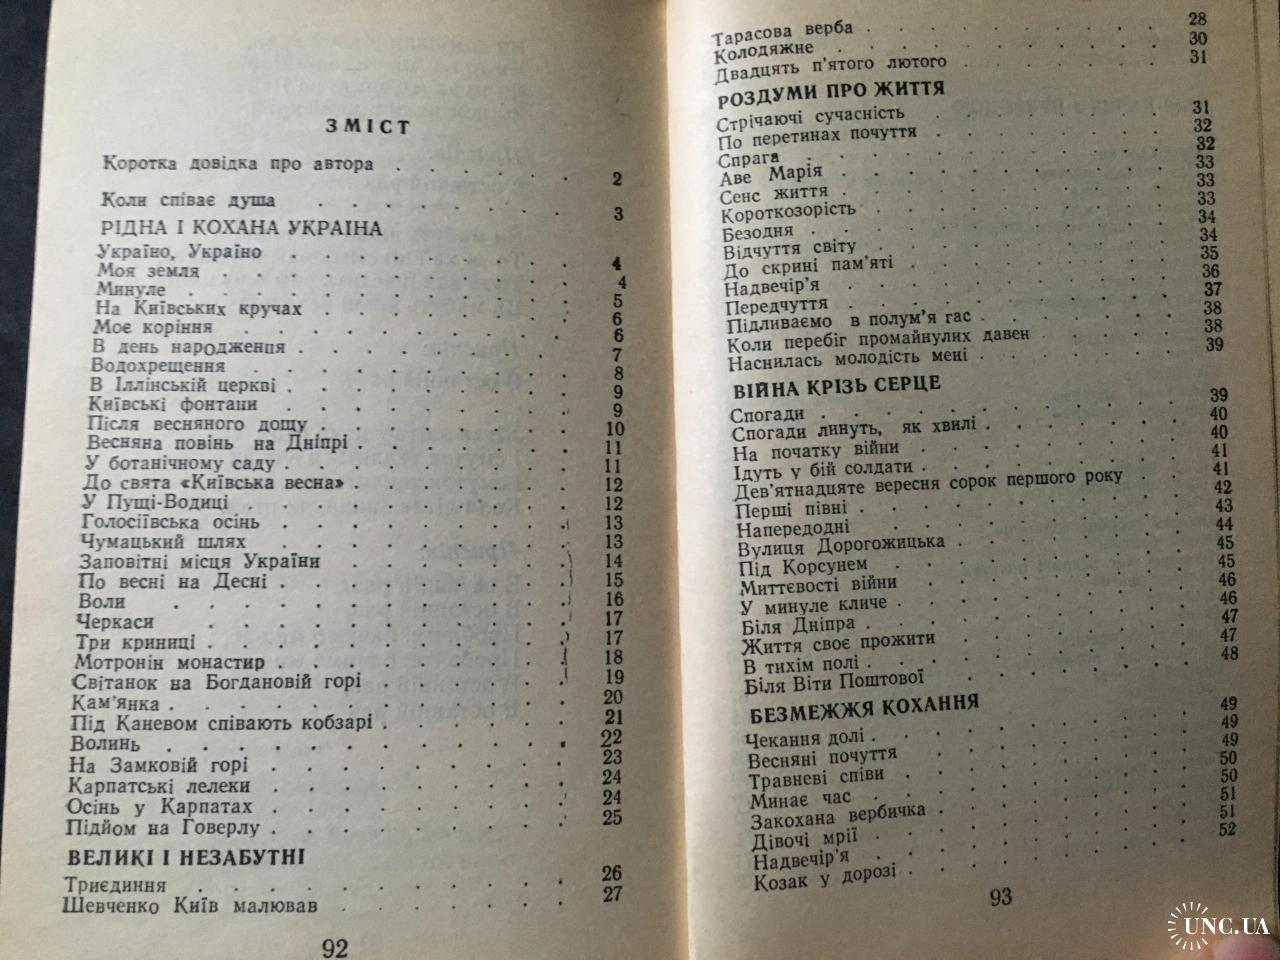 ЗМІСТ
Коротка довідка про автора . . . . . . 2
Коли співає душа . . . . . . . 3
РІДНА І КОХАНА УКРАЇНА
Україно, Україно . . . . . . . 4
Моя земля . . . . . . . . 4
Минуле . . . . . . . . . 5
На Київських кручах . . . . . . 6
Моє коріння . . . . . . . . 6
В день народження . . . . . . . 7
Водохрещення . . . . . . . . 8
В Іллінській церкві . . . . . . . 9
Київські фонтани . . . . . . . 9
Після весняного дощу . . . . . . 10
Весняна повінь на Дніпрі . . . . . 11
У ботанічному саду . . . . . . . 11
До свята «Київська весна» . . . . . 12
У Пущі-Водиці . . . . . . . . 12
Голосіївська осінь . . . . . . . 13
Чумацький шлях . . . . . . . 13
Заповітні місця України . . . . . . 14
По весні на Десні . . . . . . . 15
Воли . . . . . . . . . 16
Черкаси . . . . . . . . 17
Три криниці . . . . . . . . 17
Мотронін монастир . . . . . . . 18
Світанок на Богдановій горі . . . . . 19
Кам'янка . . . . . . . . . 20
Під Каневом співають кобзарі . . . . . 21
Волинь . . . . . . . . . 22
На Замковій горі . . . . . . . 23
Карпатські лелеки . . . . . . . 24
Осінь у Карпатах . . . . . . . 24
Підйом на Говерлу . . . . . . . 25
ВЕЛИКІ І НЕЗАБУТНІ
Триєдиння . . . . . . . . 26
Шевченко Київ малював . . . . . . 27
92
Тарасова верба . . . . . . . 28
Колодяжне . . . . . . . . 30
Двадцять п'ятого лютого . . . . . 31
РОЗДУМИ ПРО ЖИТТЯ
Стрічаючі сучасність . . . . . . 31
По перетинах почуття . . . . . . 32
Спрага . . . . . . . . . 32
Аве Марія . . . . . . . . 33
Сенс життя . . . . . . . . 33
Короткозорість . . . . . . . 33
Безодня . . . . . . . . . 34
Відчуття світу . . . . . . . 34
До скрині пам'яті . . . . . . . 35
Надвечір'я . . . . . . . . 36
Передчуття . . . . . . . . 37
Підливаємо в полум'я гас . . . . . 38
Коли перебіг промайнулих давен . . . . 38
Наснилась молодість мені . . . . . 39
ВІЙНА КРІЗЬ СЕРЦЕ
Спогади . . . . . . . . . 39
Спогади линуть, як хвилі . . . . . 40
На початку війни . . . . . . . 40
Ідуть у бій солдати . . . . . . . 41
Дев'ятнадцяте вересня сорок першого року . . 41
Перші півні . . . . . . . . 42
Напередодні . . . . . . . . 43
Вулиця Дорогожицька . . . . . . 44
Під Корсунем . . . . . . . . 45
Миттєвості війни . . . . . . . 45
У минуле кличе . . . . . . . 46
Біля Дніпра . . . . . . . . 46
Життя своє прожити . . . . . . 47
В тихім полі . . . . . . . . 47
Біля Віти Поштової . . . . . . 48
БЕЗМЕЖЖЯ КОХАННЯ
Чекання долі . . . . . . . . 49
Весняні почуття . . . . . . . 49
Травневі співи . . . . . . . 49
Минає час . . . . . . . . 50
Закохана вербичка . . . . . . . 50
Дівочі мрії . . . . . . . . 51
Надвечір'я . . . . . . . . 51
Козак у дорозі . . . . . . . 52
93
UNC.UA